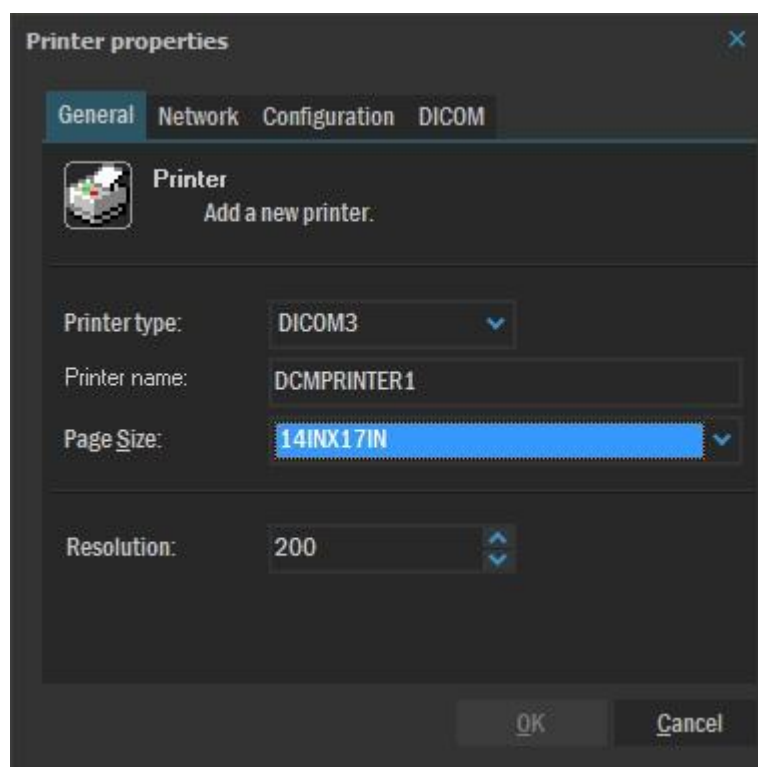 Printer properties
General Network Configuration DICOM
Printer
Add a new printer.
Printer type: DICOM3
Printer name: DCMPRINTER1
Page Size: 14INX17IN
Resolution: 200
OK Cancel